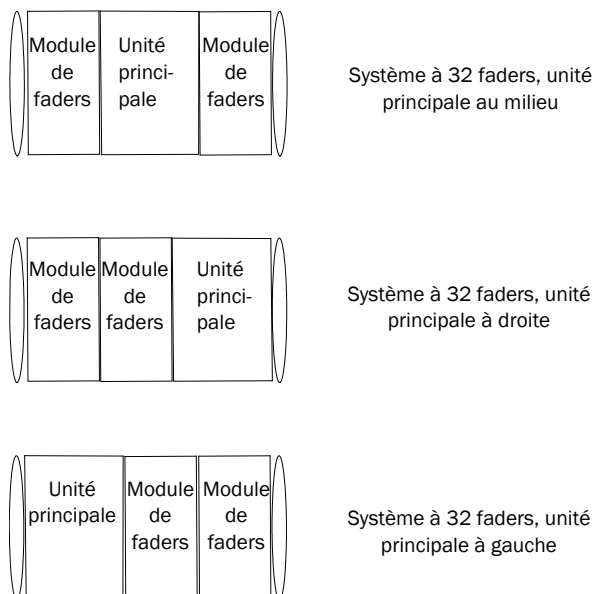 Module
de
faders
Unité
princi-
pale
Module
de
faders
Système à 32 faders, unité
principale au milieu
Module
de
faders
Module
de
faders
Unité
princi-
pale
Système à 32 faders, unité
principale à droite
Unité
principale
Module
de
faders
Module
de
faders
Système à 32 faders, unité
principale à gauche